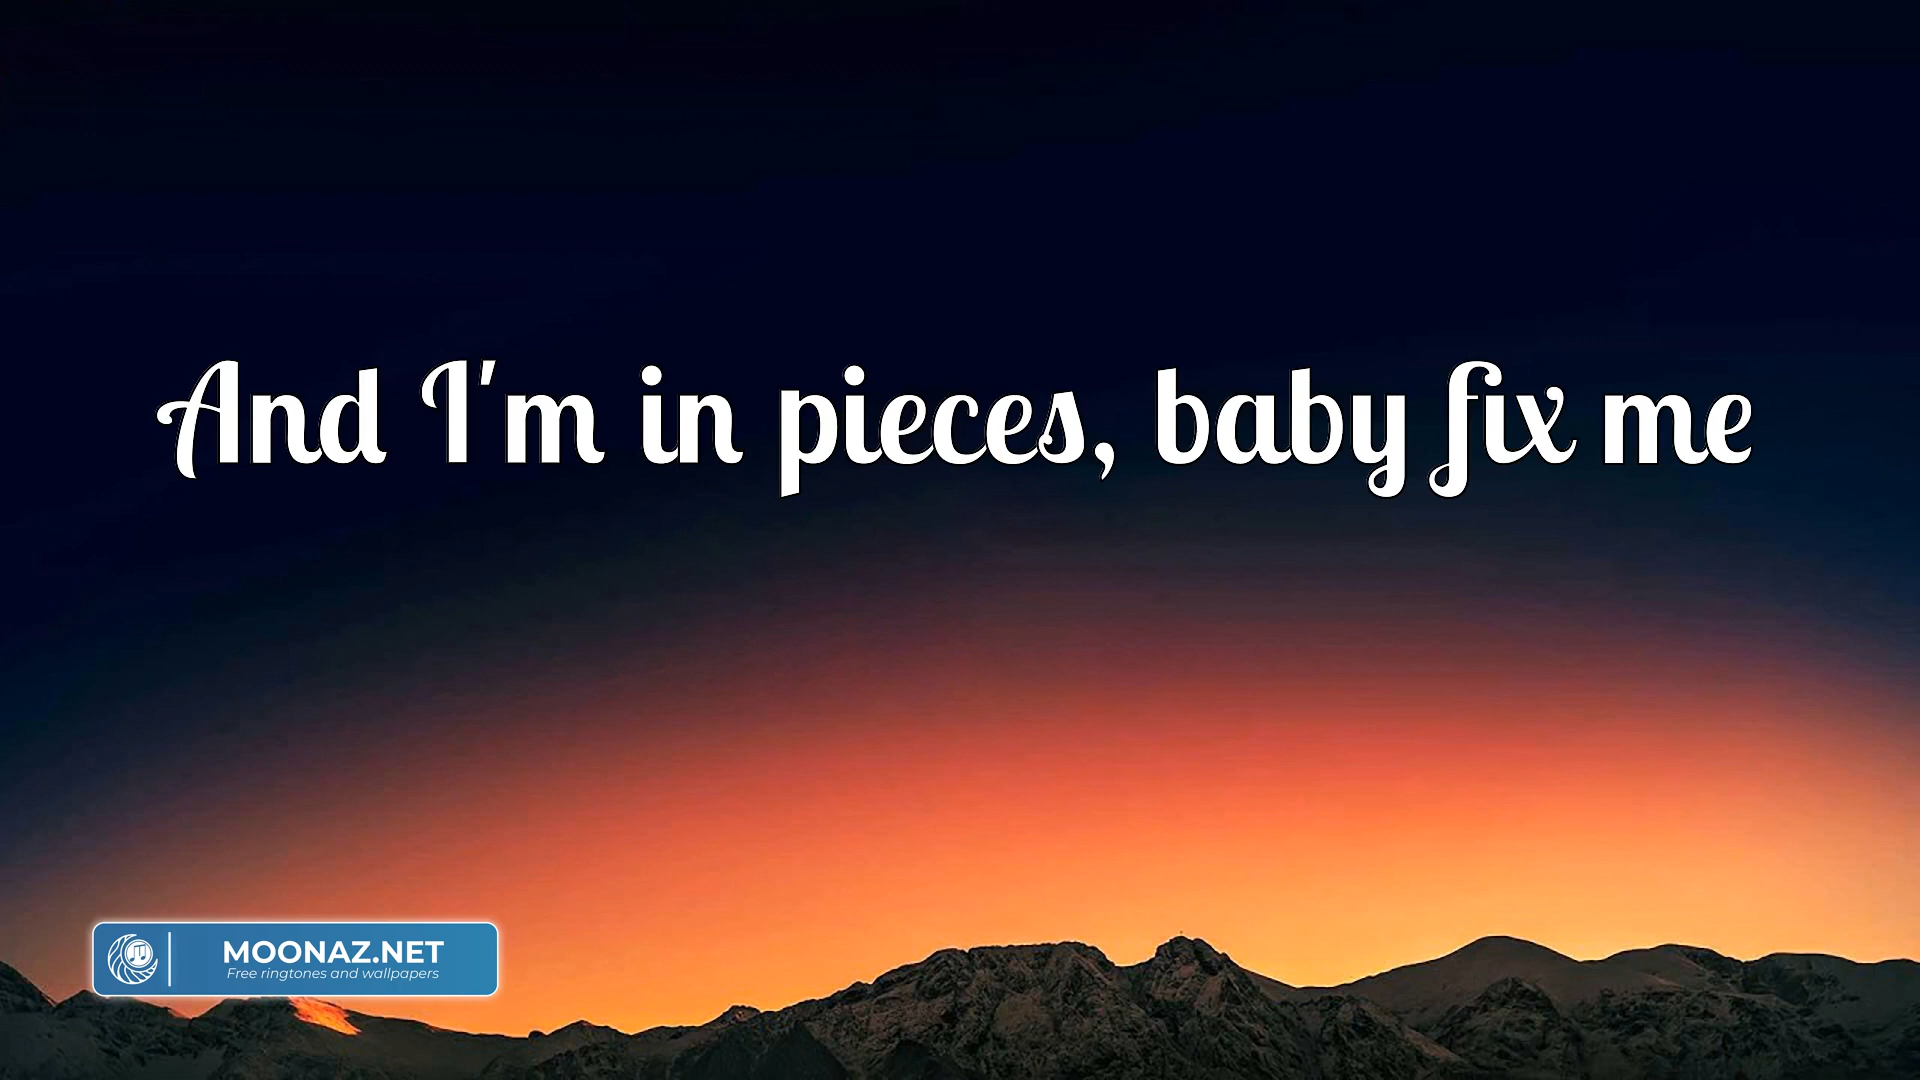 And I'm in pieces, baby fix me
MOONAZ.NET
Free ringtones and wallpapers